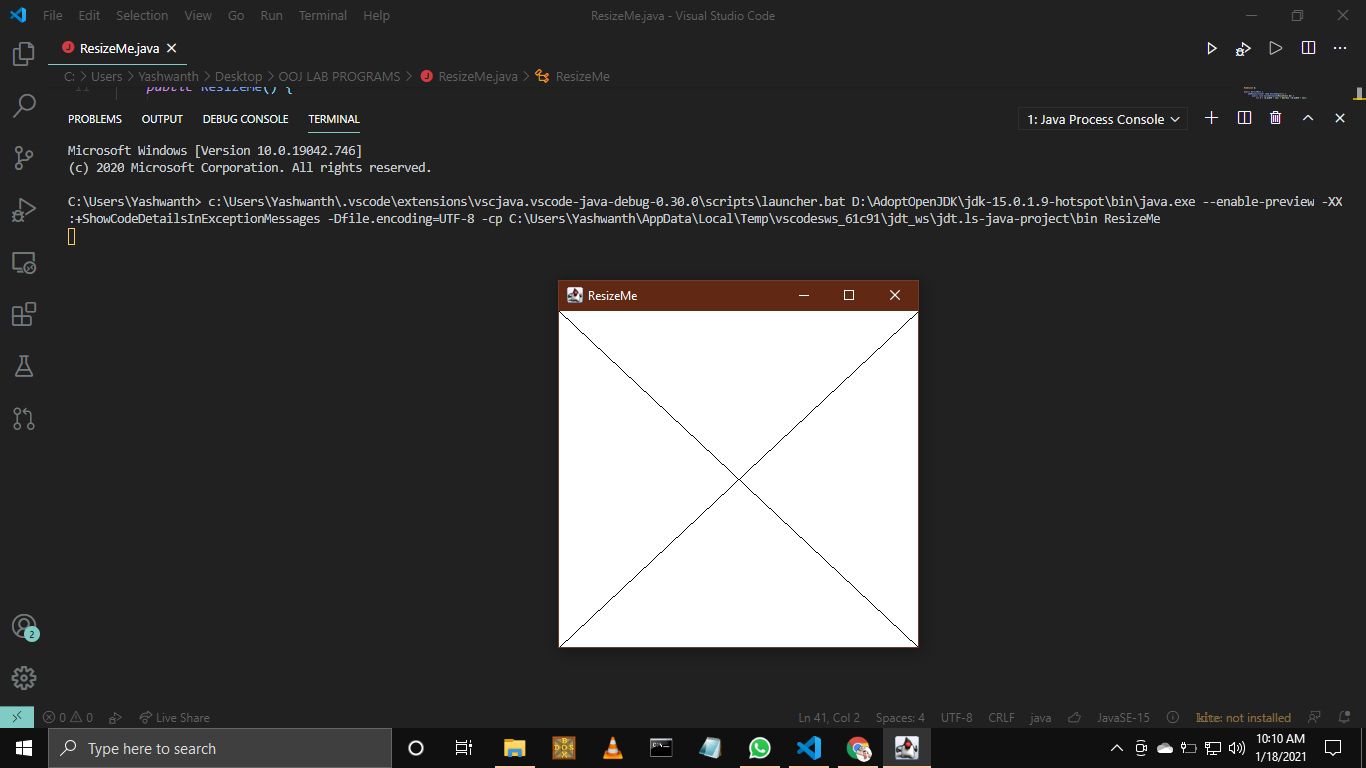 File Edit Selection View Go Run Terminal Help ResizeMe.java - Visual Studio Code
ResizeMe.java
C: > Users > Yashwanth > Desktop > OOJ LAB PROGRAMS > ResizeMe.java > ResizeMe
11 public ResizeMe() {
PROBLEMS OUTPUT DEBUG CONSOLE TERMINAL 1: Java Process Console
Microsoft Windows [Version 10.0.19042.746]
(c) 2020 Microsoft Corporation. All rights reserved.
C:\Users\Yashwanth> c:\Users\Yashwanth\.vscode\extensions\vscjava.vscode-java-debug-0.30.0\scripts\launcher.bat D:\AdoptOpenJDK\jdk-15.0.1.9-hotspot\bin\java.exe --enable-preview -XX
:+ShowCodeDetailsInExceptionMessages -Dfile.encoding=UTF-8 -cp C:\Users\Yashwanth\AppData\Local\Temp\vscodesws_61c91\jdt_ws\jdt.ls-java-project\bin ResizeMe
ResizeMe
2
0 0 Live Share Ln 41, Col 2 Spaces: 4 UTF-8 CRLF java JavaSE-15 kite: not installed
Type here to search
10:10 AM
1/18/2021